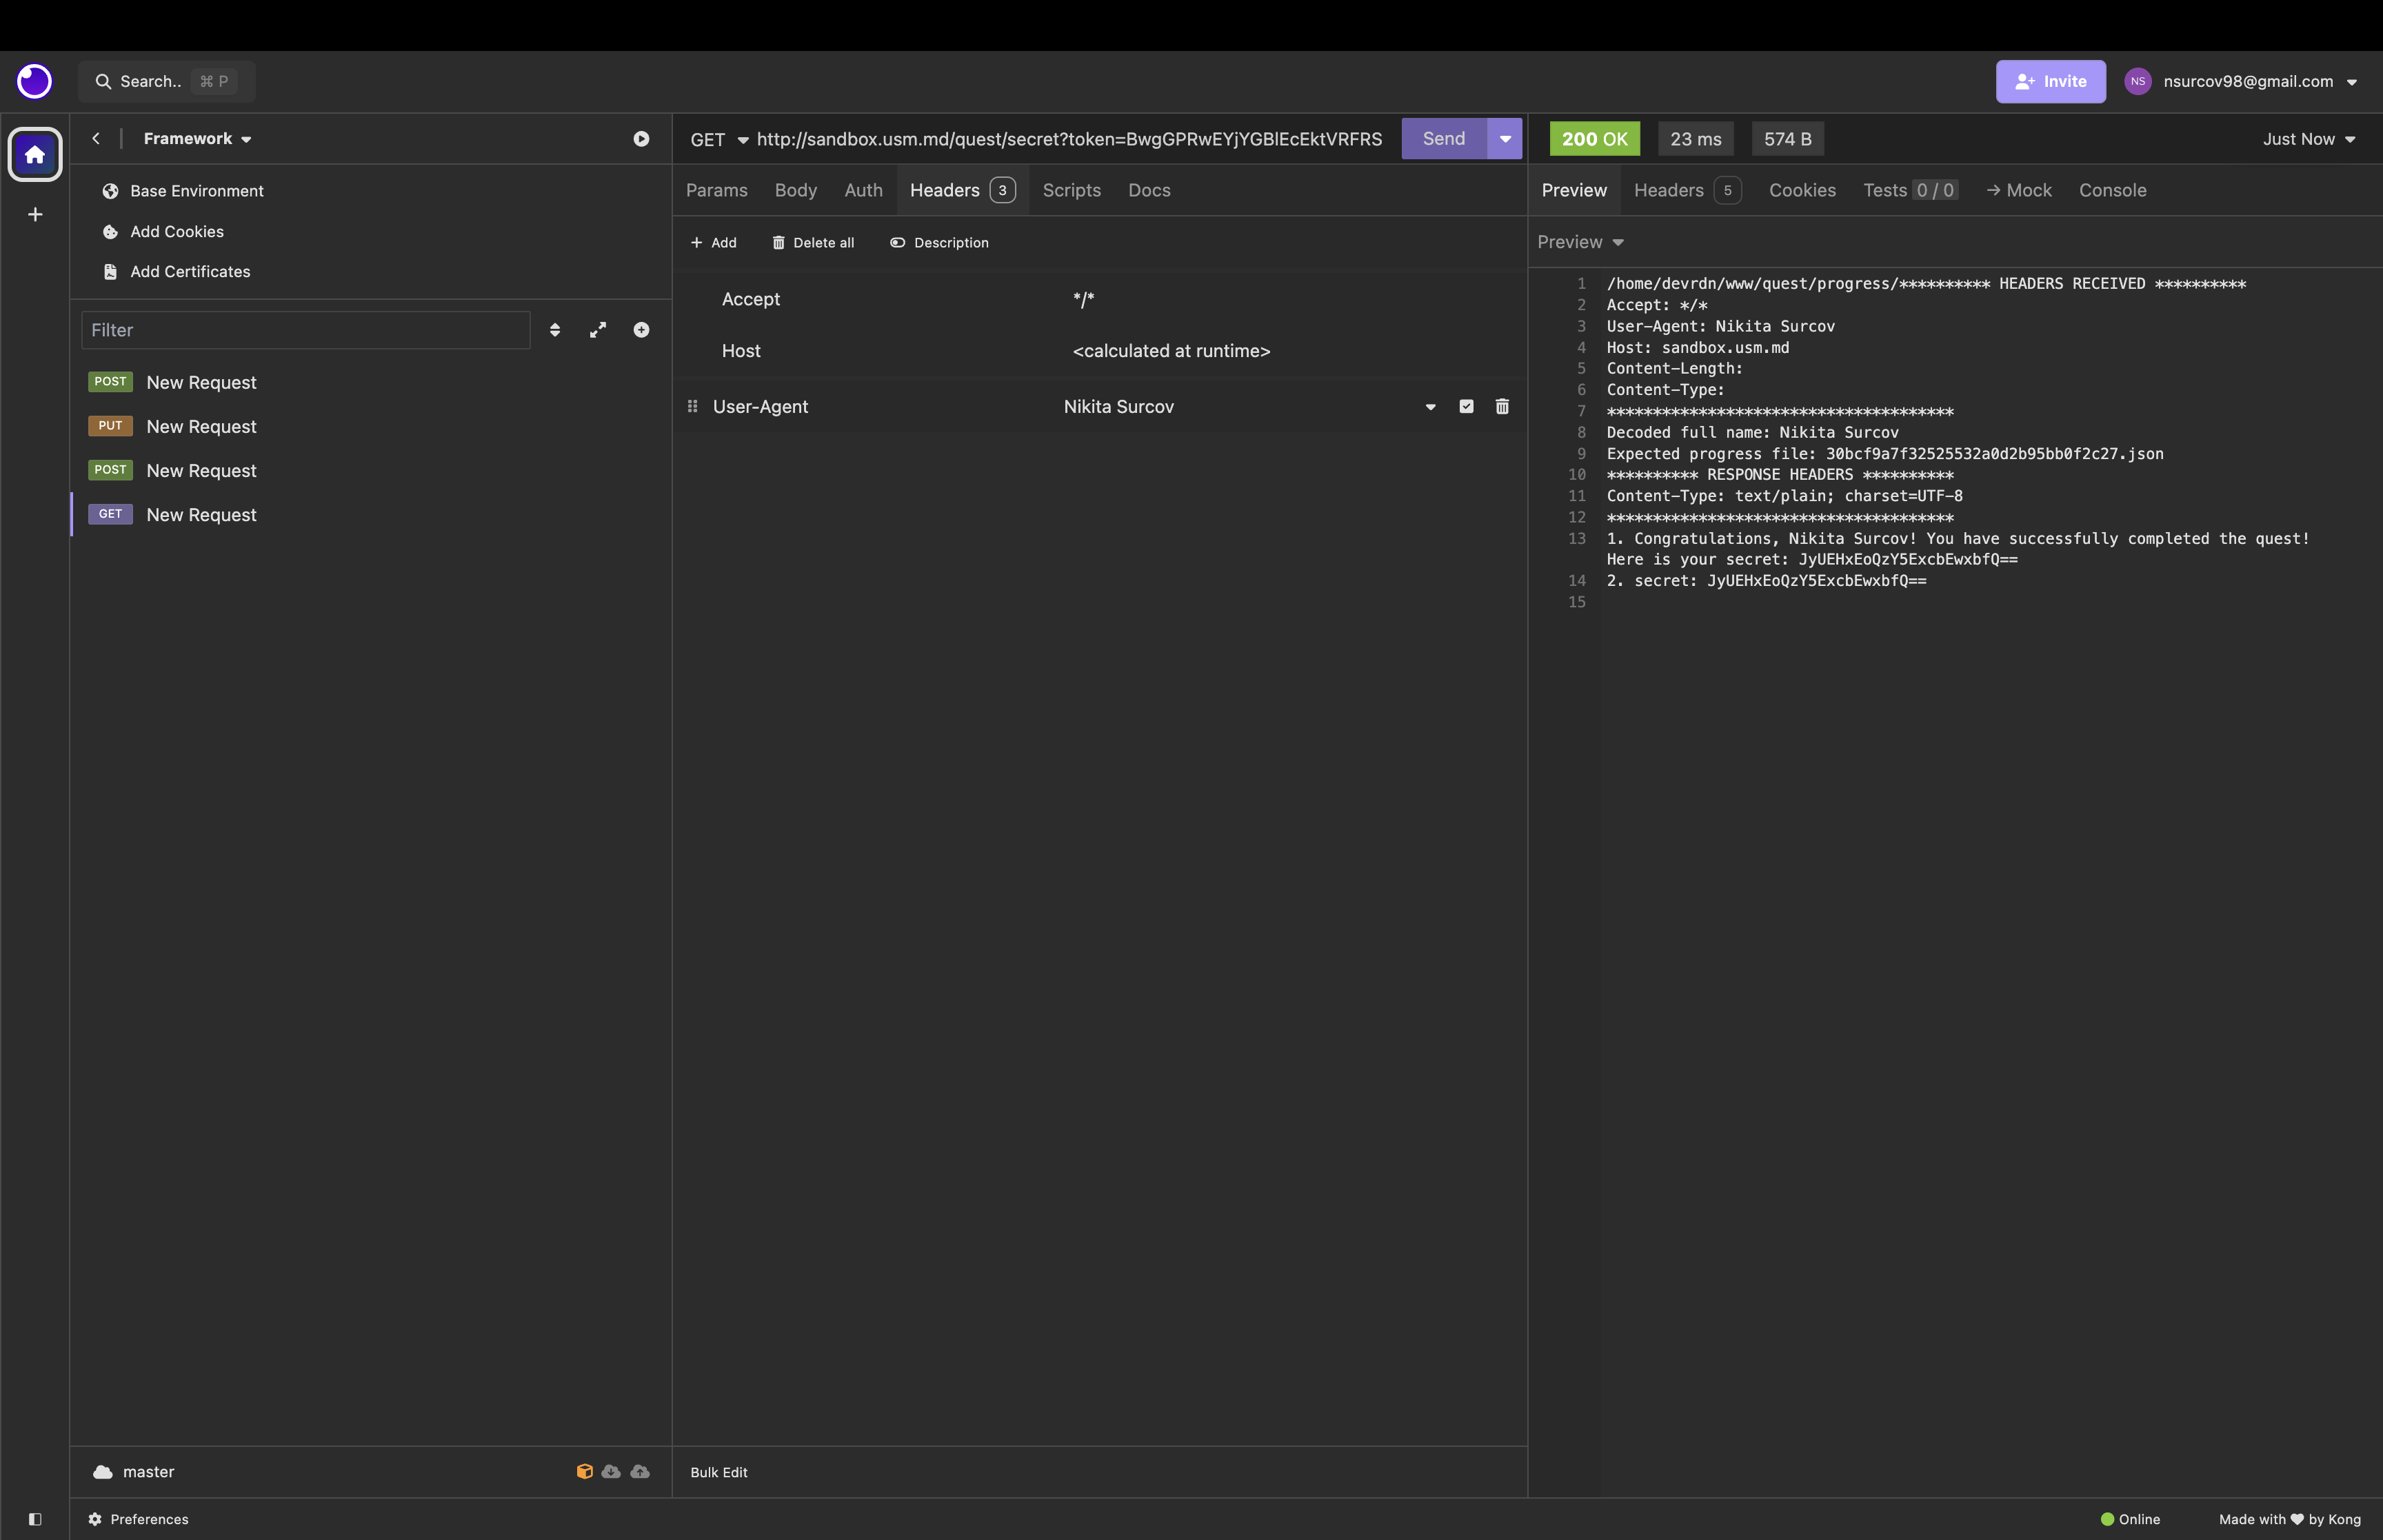 Search.. ⌘ P
Invite
NS nsurcov98@gmail.com
Framework
Base Environment
Add Cookies
Add Certificates
Filter
POST New Request
PUT New Request
POST New Request
GET New Request
master
Preferences
GET http://sandbox.usm.md/quest/secret?token=BwgGPRwEYjYGBlEcEktVRFRS Send
Params Body Auth Headers 3 Scripts Docs
+ Add Delete all Description
Accept */*
Host <calculated at runtime>
User-Agent Nikita Surcov
Bulk Edit
200 OK 23 ms 574 B Just Now
Preview Headers 5 Cookies Tests 0 / 0 → Mock Console
Preview
1 /home/devrdn/www/quest/progress/********** HEADERS RECEIVED **********
2 Accept: */*
3 User-Agent: Nikita Surcov
4 Host: sandbox.usm.md
5 Content-Length:
6 Content-Type:
7 **************************************
8 Decoded full name: Nikita Surcov
9 Expected progress file: 30bcf9a7f32525532a0d2b95bb0f2c27.json
10 ********** RESPONSE HEADERS **********
11 Content-Type: text/plain; charset=UTF-8
12 **************************************
13 1. Congratulations, Nikita Surcov! You have successfully completed the quest!
Here is your secret: JyUEHxEoQzY5ExcbEwxbfQ==
14 2. secret: JyUEHxEoQzY5ExcbEwxbfQ==
15
Online
Made with ♥ by Kong